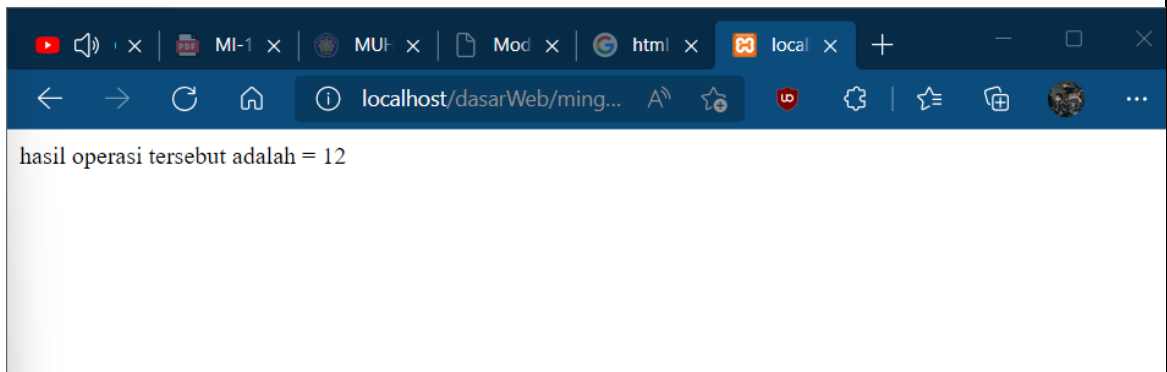 MI-1
MUH
Mod
html
local
localhost/dasarWeb/ming...
hasil operasi tersebut adalah = 12